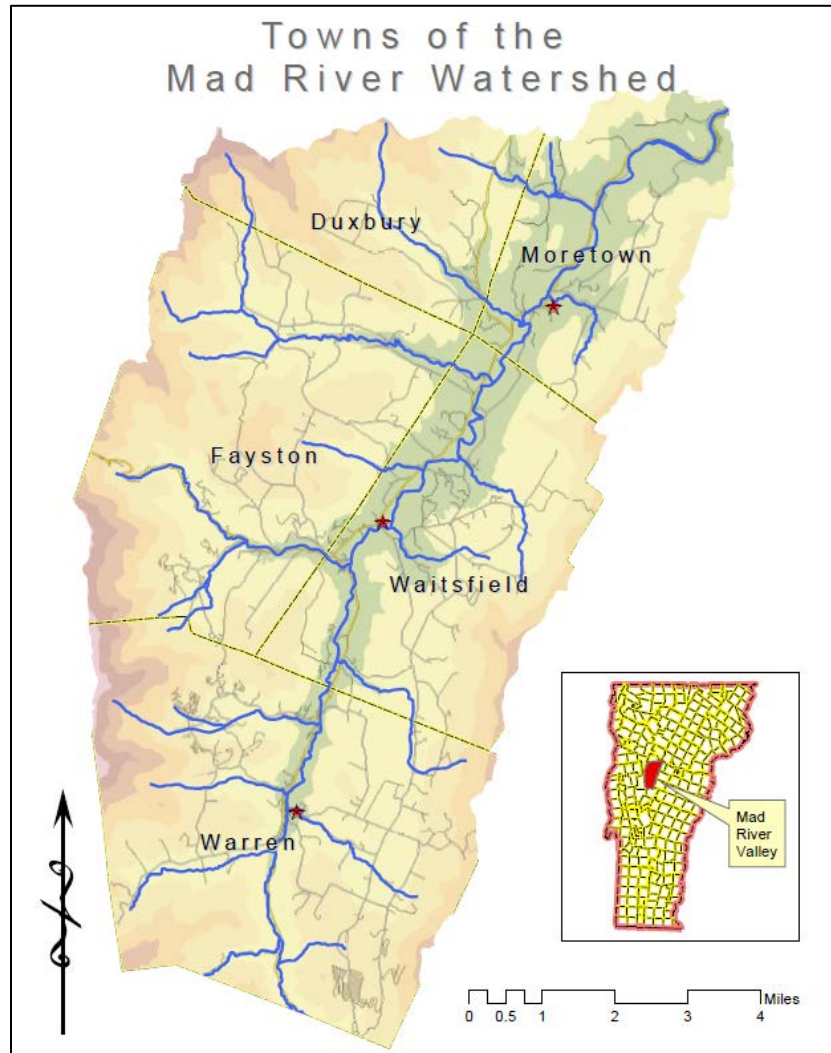 Towns of the
Mad River Watershed
Duxbury
Moretown
Fayston
Waitsfield
Warren
Mad
River
Valley
Miles
0 0.5 1 2 3 4